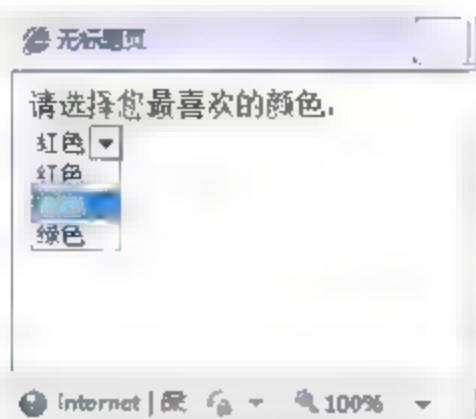 无标题页
请选择您最喜欢的颜色.
红色
红色
绿色
Internet
100%